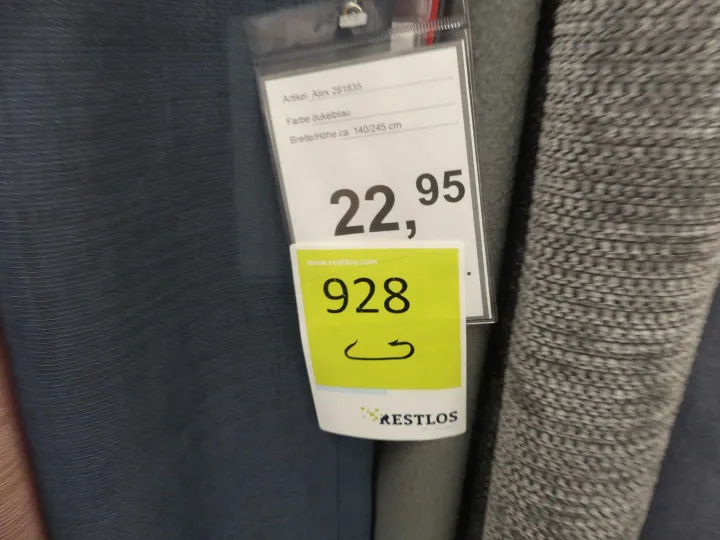 Artikel Alex 281835
Farbe dukelblau
Breite/Höhe ca 140/245 cm
22,95
www.restlos.com
928
RESTLOS